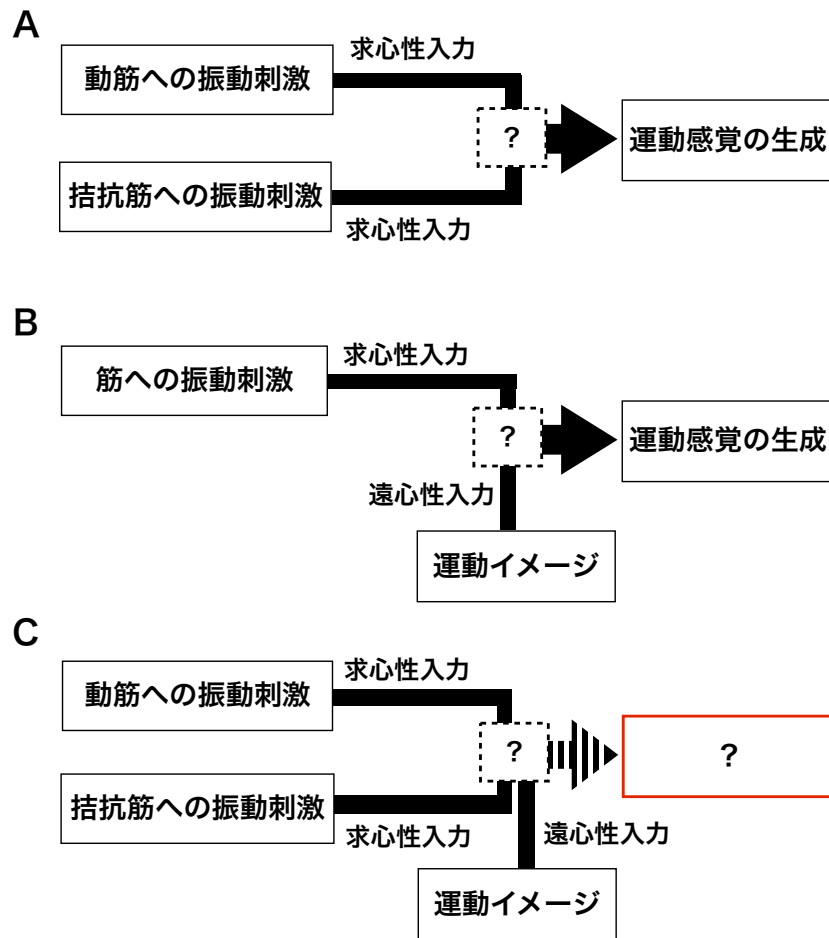 A
動筋への振動刺激
求心性入力
?
運動感覚の生成
拮抗筋への振動刺激
求心性入力
B
筋への振動刺激
求心性入力
?
運動感覚の生成
遠心性入力
運動イメージ
C
動筋への振動刺激
求心性入力
?
?
拮抗筋への振動刺激
求心性入力
遠心性入力
運動イメージ